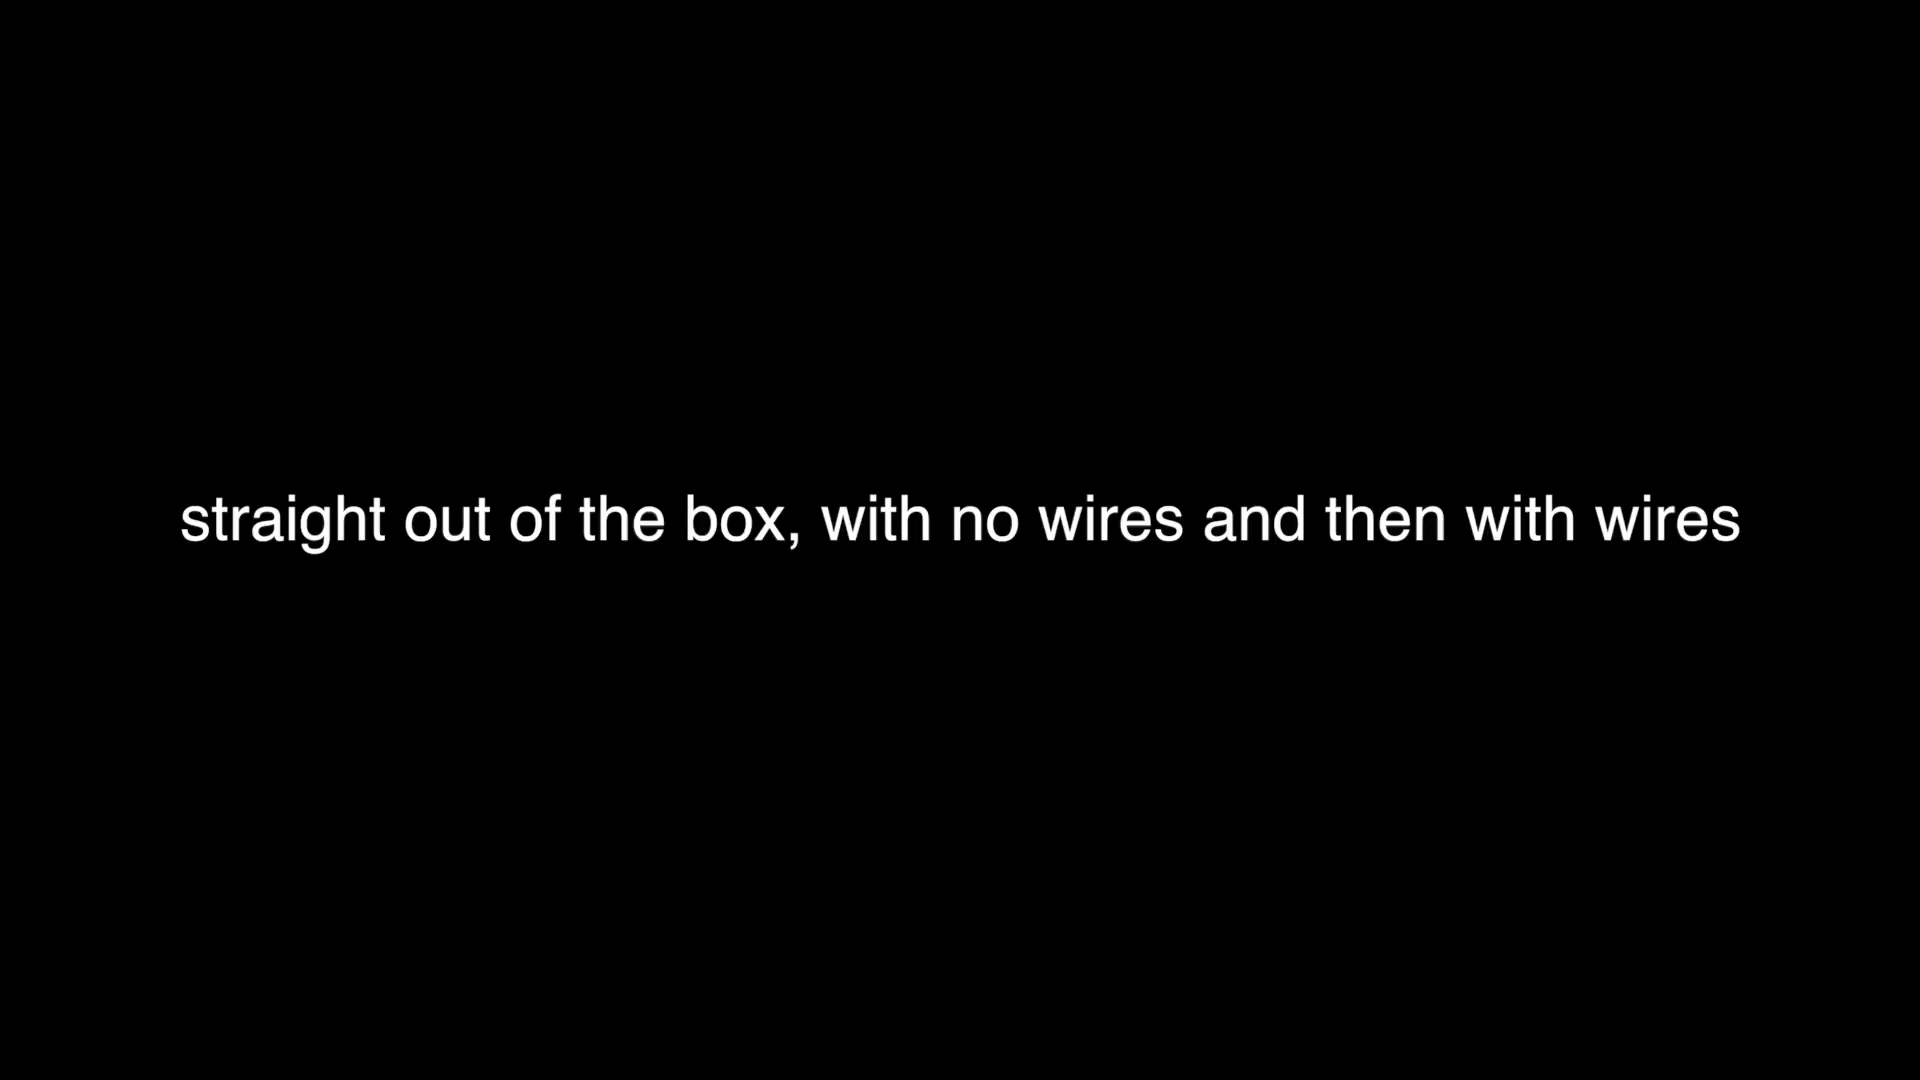 straight out of the box, with no wires and then with wires